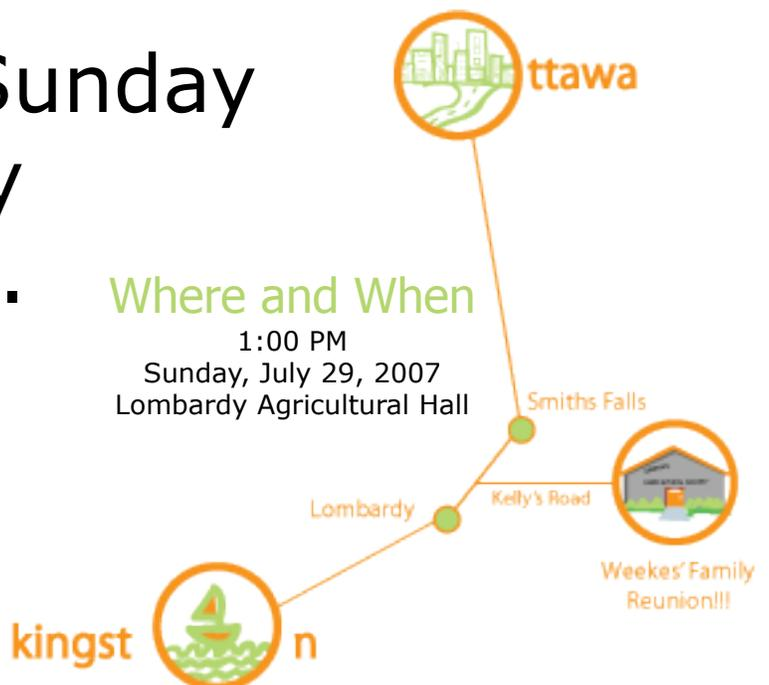 Sunday
y
.
ttawa
Where and When
1:00 PM
Sunday, July 29, 2007
Lombardy Agricultural Hall
Smiths Falls
Kelly's Road
Lombardy
Weekes' Family
Reunion!!!
kingst n